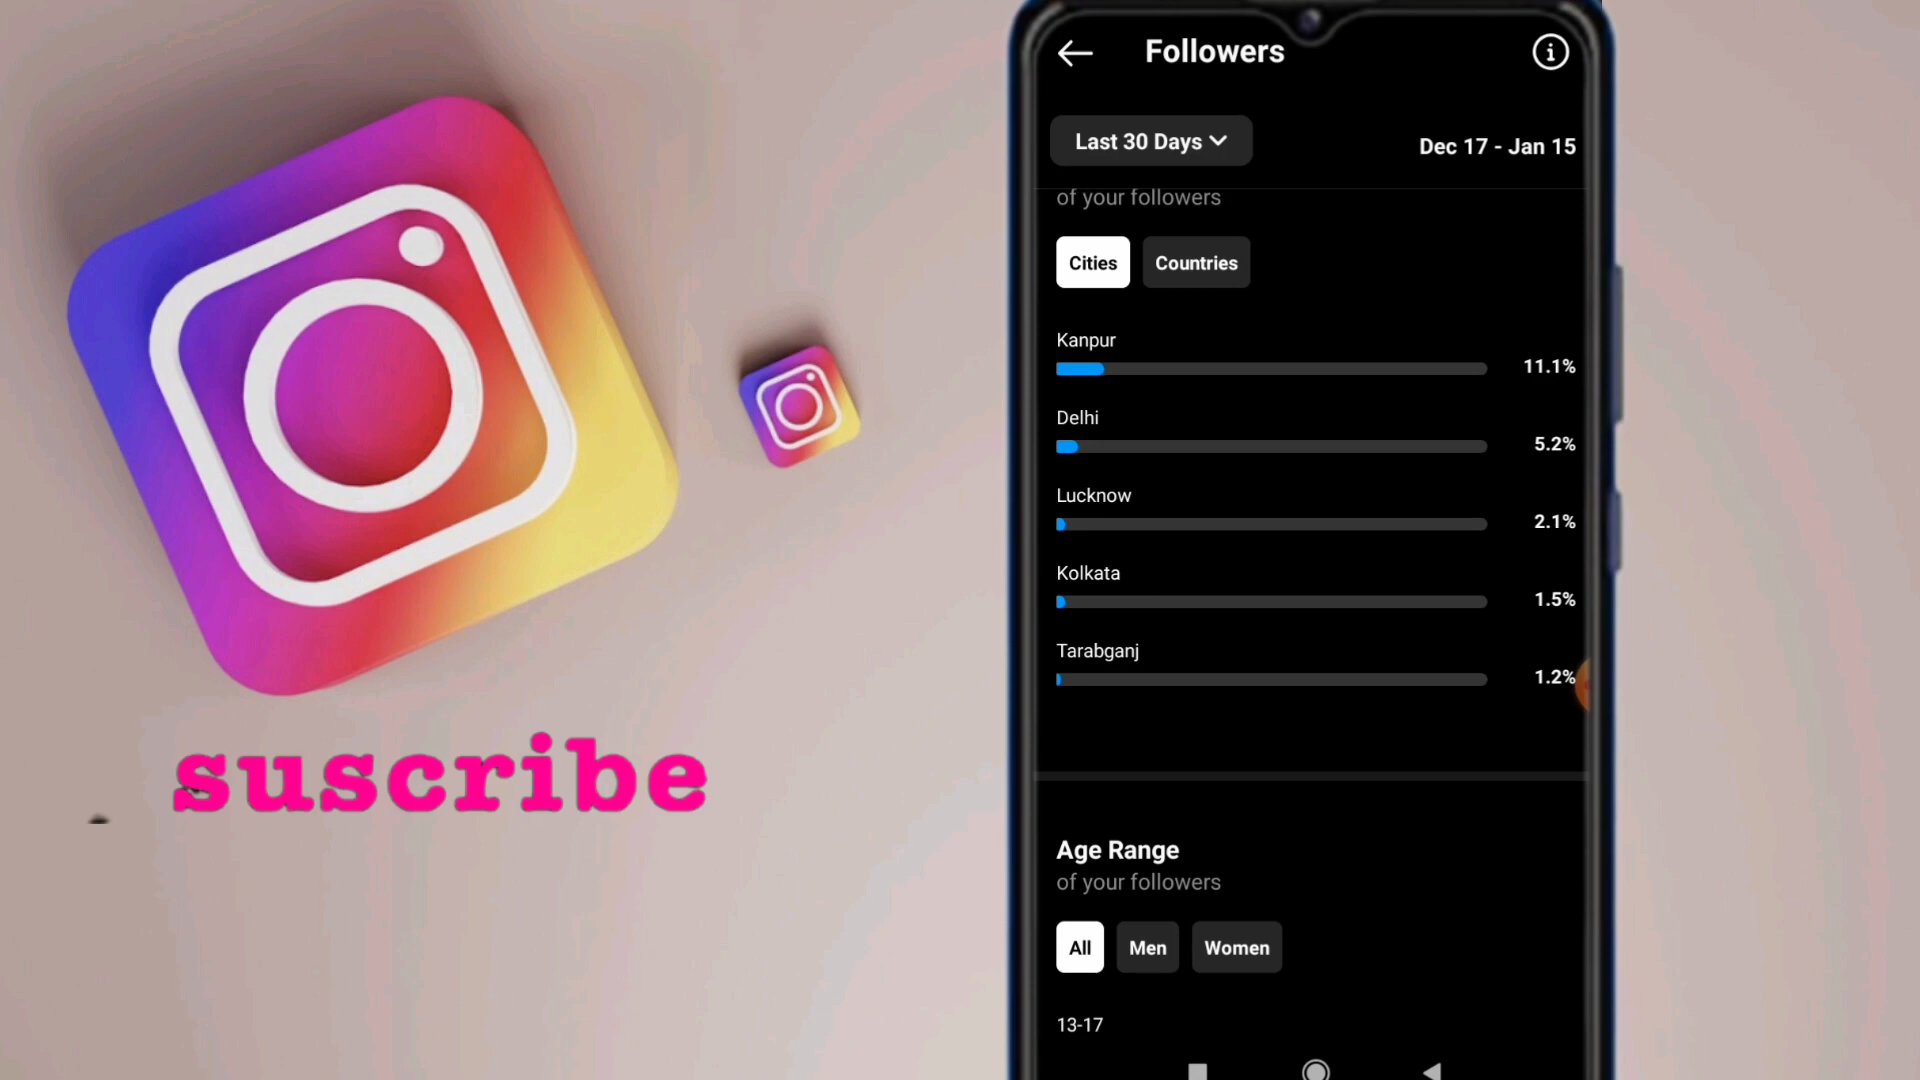 Followers
Last 30 Days
Dec 17 - Jan 15
of your followers
Cities
Countries
Kanpur
11.1%
Delhi
5.2%
Lucknow
2.1%
Kolkata
1.5%
Tarabganj
1.2%
Age Range
of your followers
All
Men
Women
13-17
suscribe